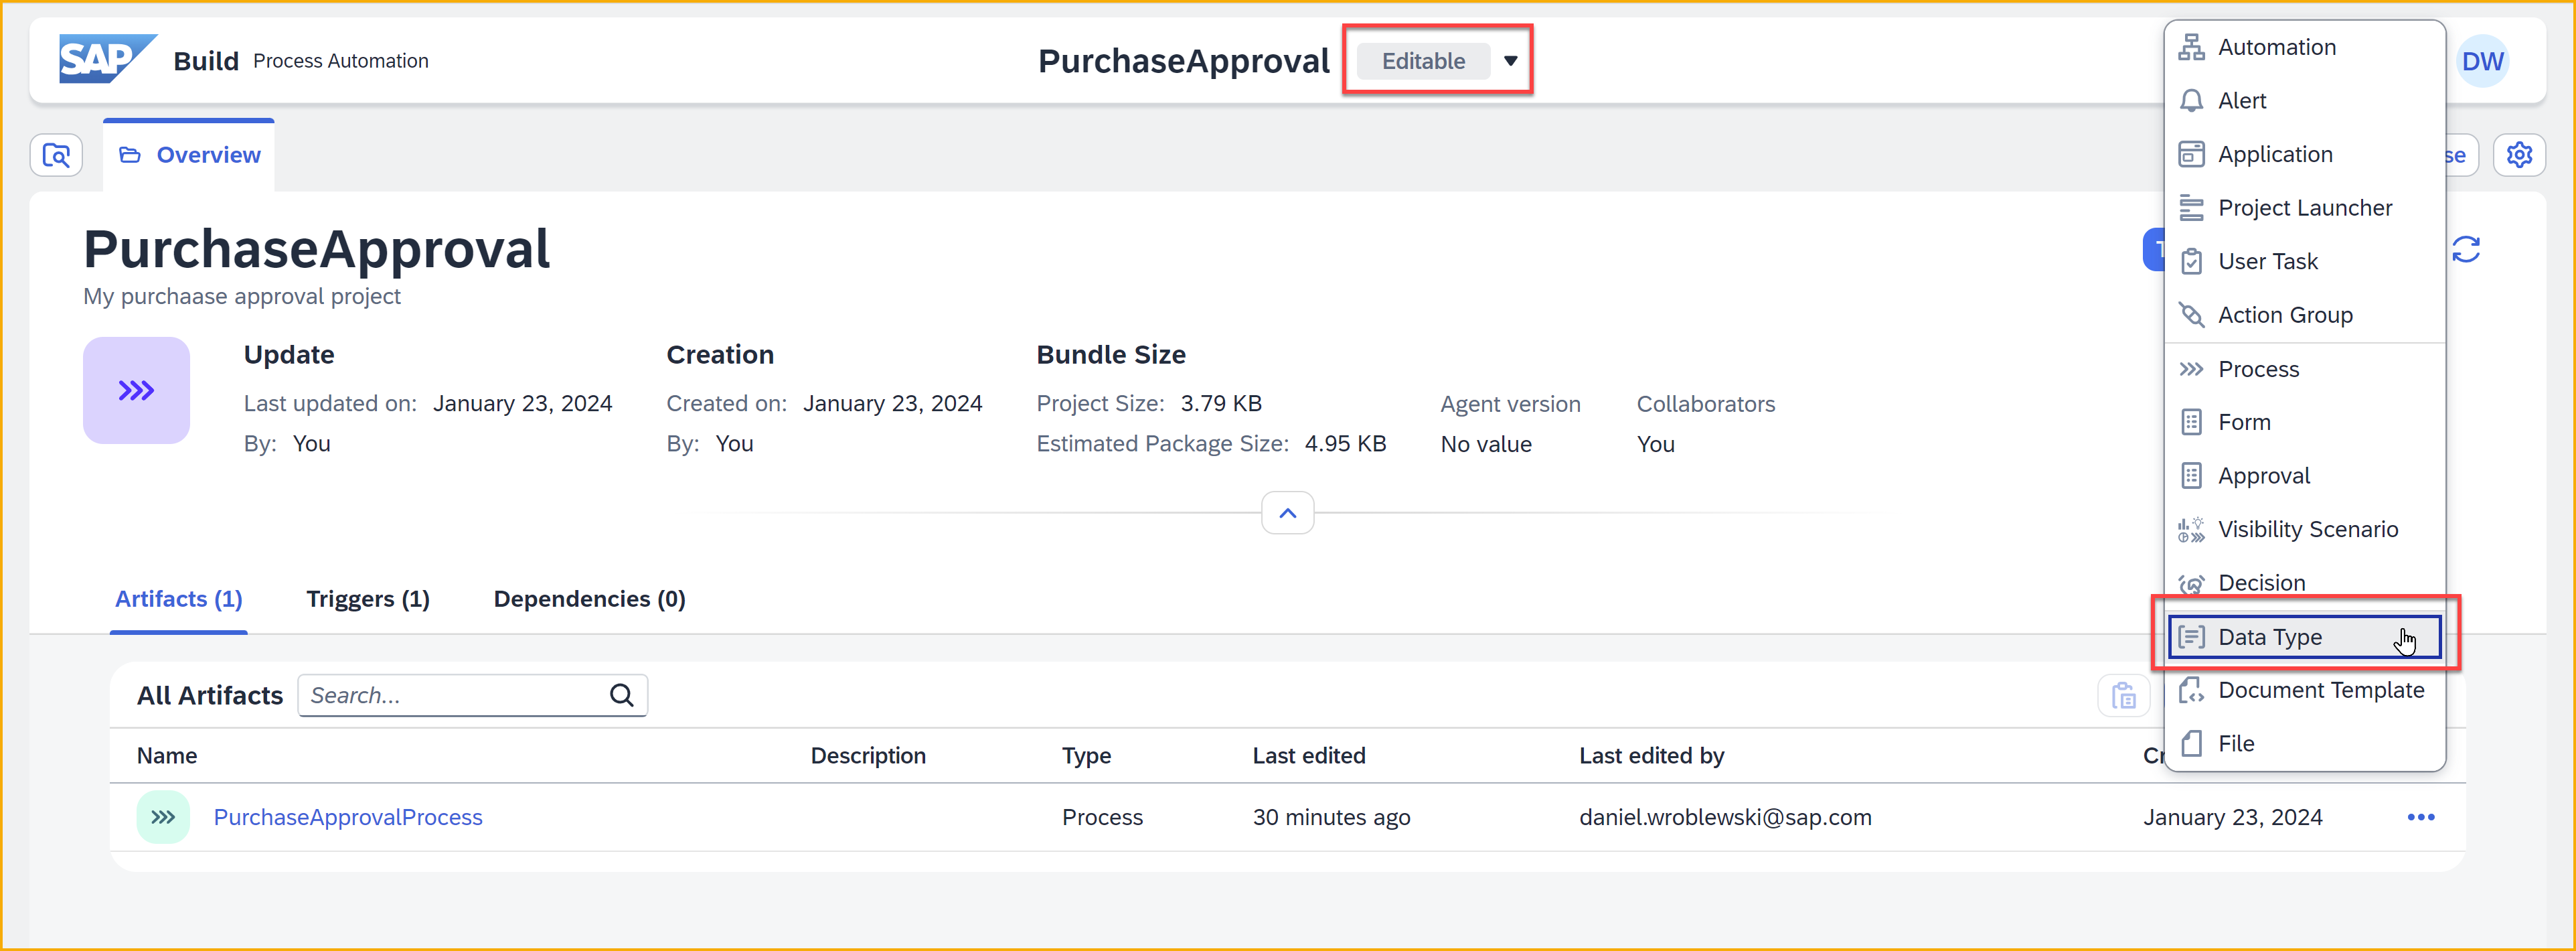 SAP Build Process Automation
PurchaseApproval Editable
DW
Overview
se
PurchaseApproval
My purchaase approval project
T
Update
Last updated on: January 23, 2024
By: You
Creation
Created on: January 23, 2024
By: You
Bundle Size
Project Size: 3.79 KB
Estimated Package Size: 4.95 KB
Agent version
No value
Collaborators
You
Artifacts (1) Triggers (1) Dependencies (0)
All Artifacts Search...
Name Description Type Last edited Last edited by Cr
PurchaseApprovalProcess Process 30 minutes ago daniel.wroblewski@sap.com January 23, 2024
Automation
Alert
Application
Project Launcher
User Task
Action Group
Process
Form
Approval
Visibility Scenario
Decision
Data Type
Document Template
File